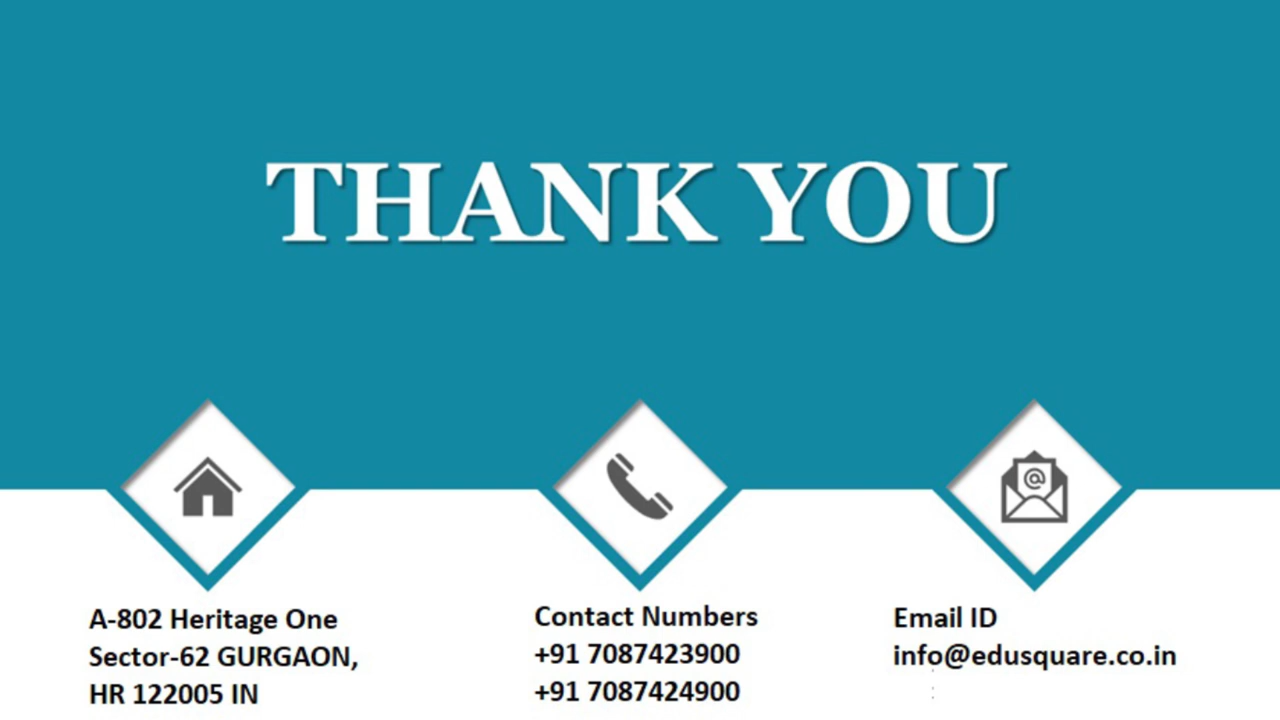 THANK YOU
A-802 Heritage One
Sector-62 GURGAON,
HR 122005 IN
Contact Numbers
+91 7087423900
+91 7087424900
Email ID
info@edusquare.co.in